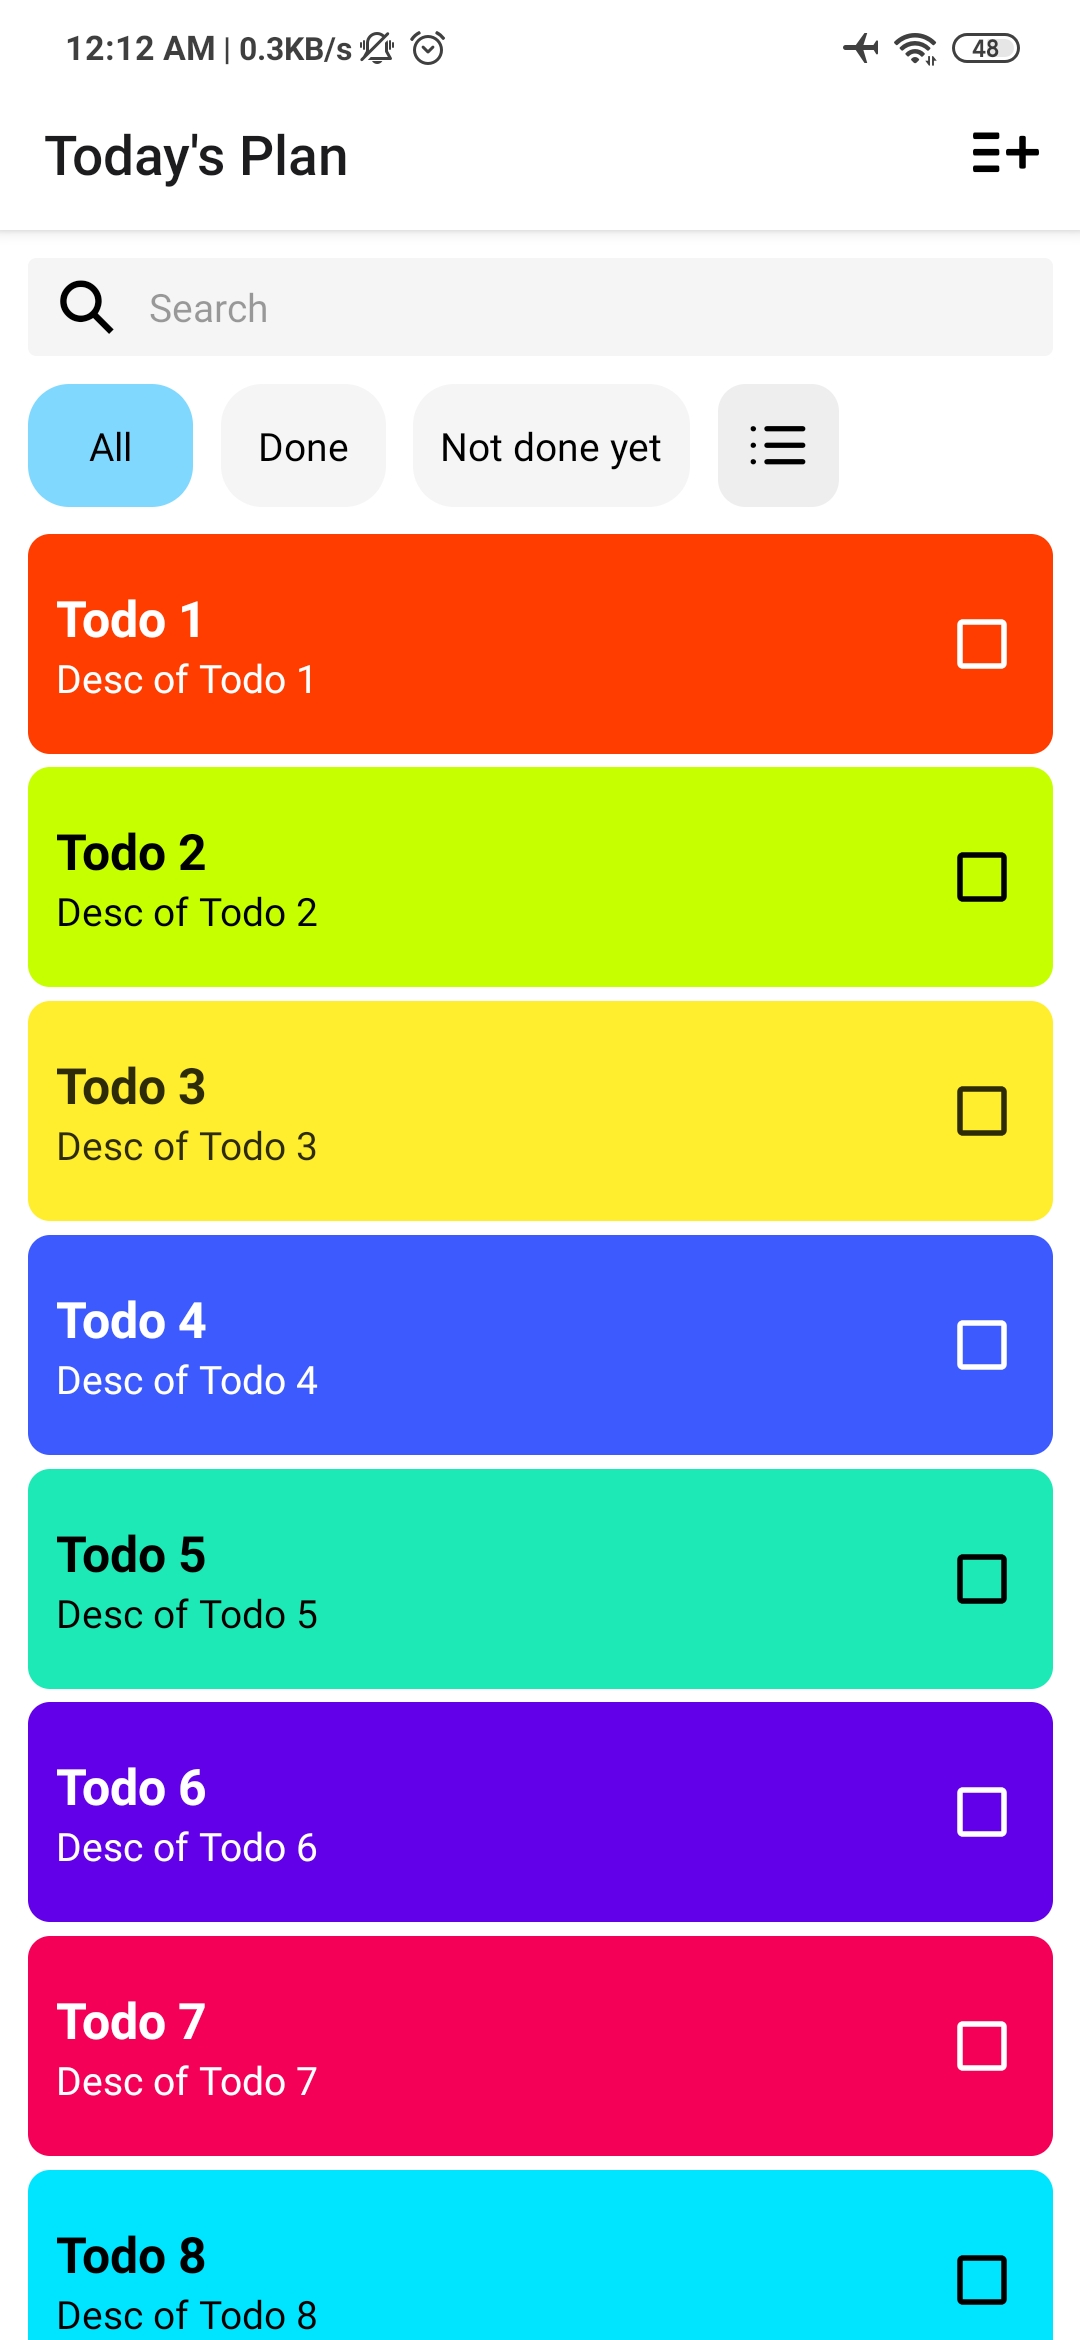 12:12 AM | 0.3KB/s 48
Today's Plan
Search
All Done Not done yet
Todo 1
Desc of Todo 1
Todo 2
Desc of Todo 2
Todo 3
Desc of Todo 3
Todo 4
Desc of Todo 4
Todo 5
Desc of Todo 5
Todo 6
Desc of Todo 6
Todo 7
Desc of Todo 7
Todo 8
Desc of Todo 8